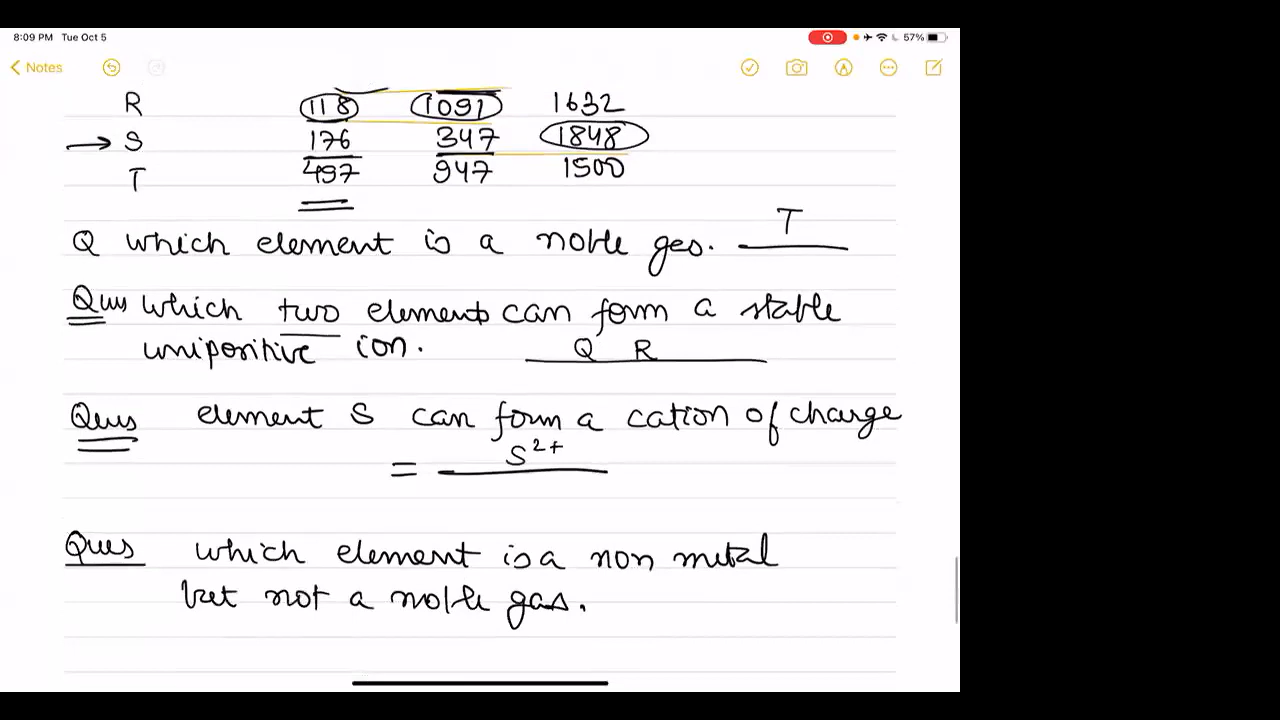 8:09 PM Tue Oct 5 57%
Notes
R 118 1091 1632
S 176 347 1848
T 497 947 1500
Q which element is a noble gas. T
Ques which two element can form a stable
unipositive ion. Q R
Ques element S can form a cation of charge
= S²⁺
Ques which element is a non metal
but not a noble gas.